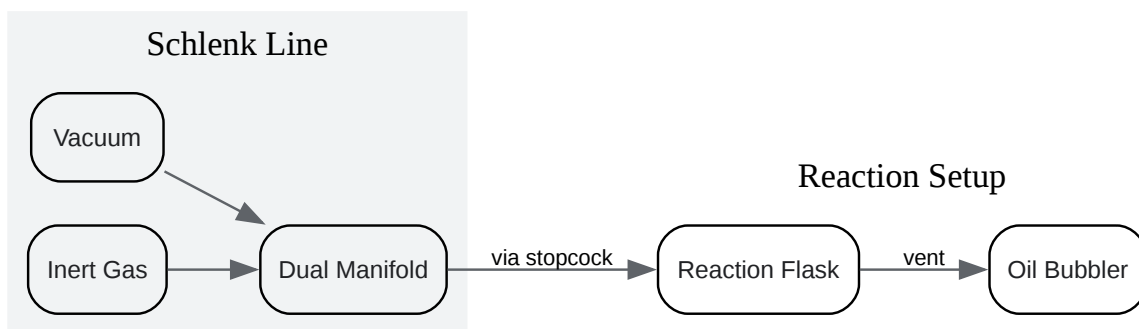 Schlenk Line
Vacuum
Reaction Setup
Inert Gas
Dual Manifold
via stopcock
Reaction Flask
vent
Oil Bubbler